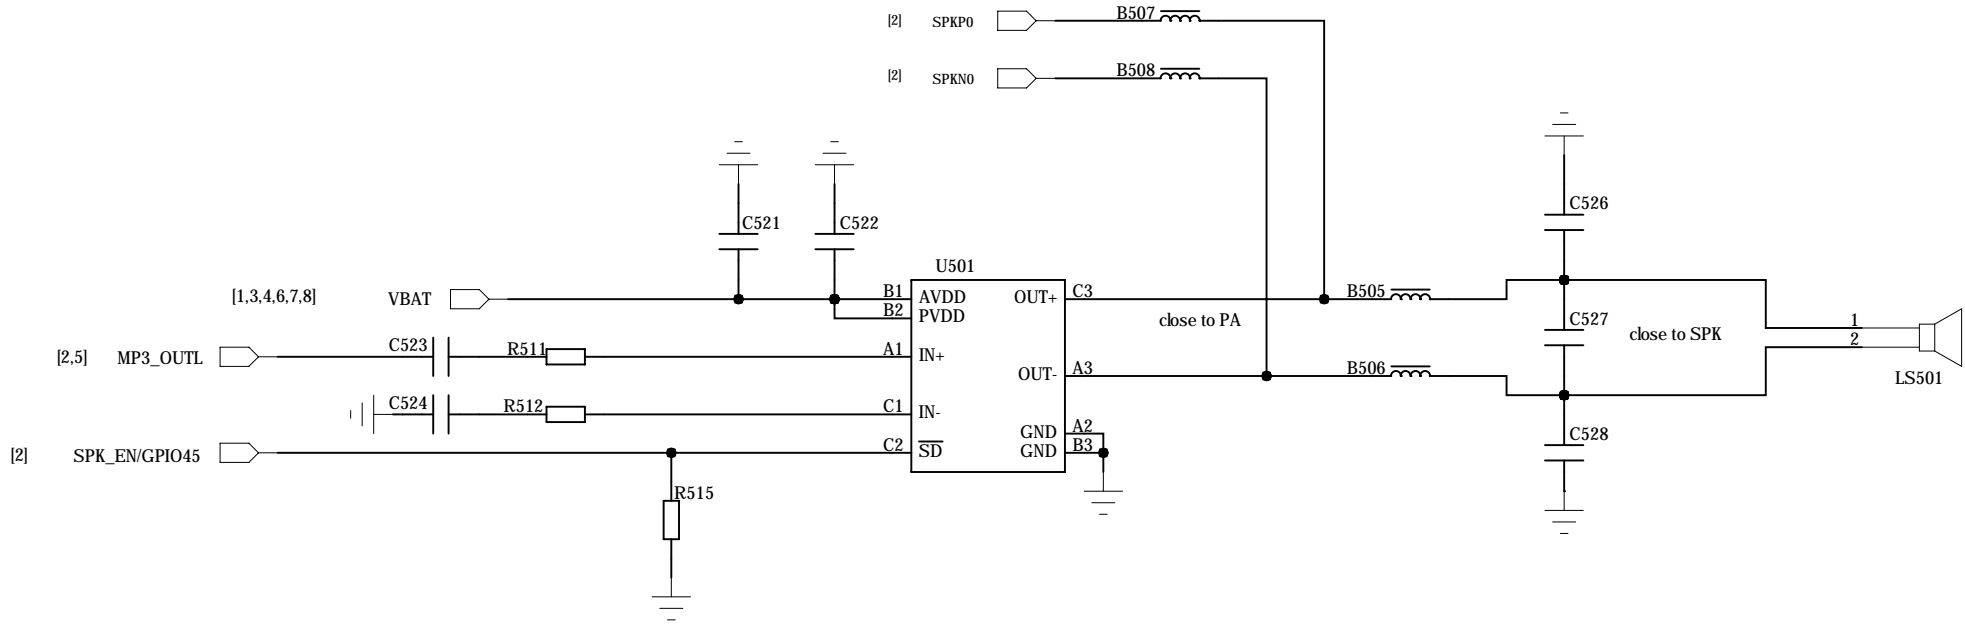 [2] SPKP0 B507
[2] SPKN0 B508
C526
C521 C522
U501
[1,3,4,6,7,8] VBAT B1 AVDD OUT+ C3 B505
B2 PVDD
close to PA
C527 close to SPK 1
2
[2,5] MP3_OUTL C523 R511 A1 IN+
OUT- A3 B506
LS501
C524 R512 C1 IN-
GND A2
C528
[2] SPK_EN/GPIO45 C2 SD GND B3
R515